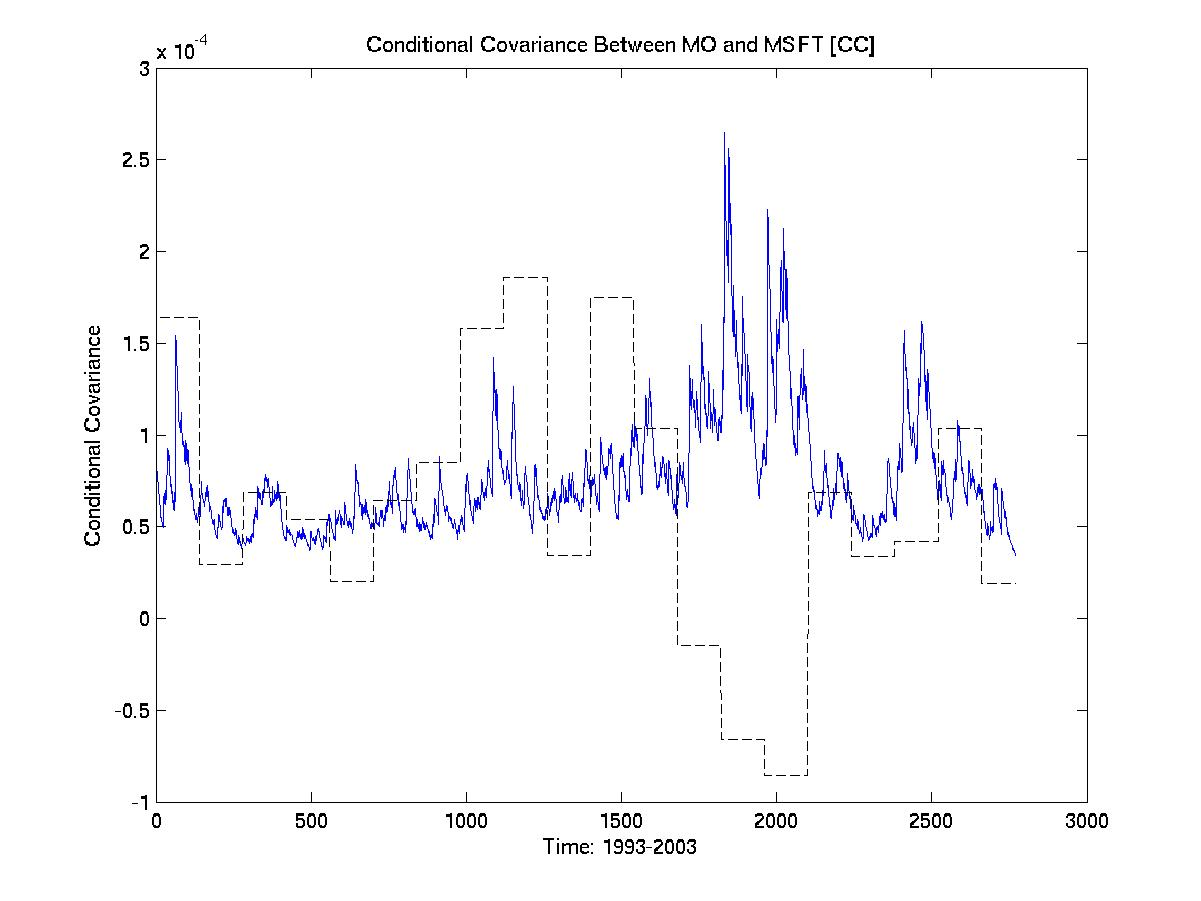 Conditional Covariance Between MO and MSFT [CC]
x 10-4
3
2.5
2
1.5
1
0.5
0
-0.5
-1
Conditional Covariance
0 500 1000 1500 2000 2500 3000
Time: 1993-2003